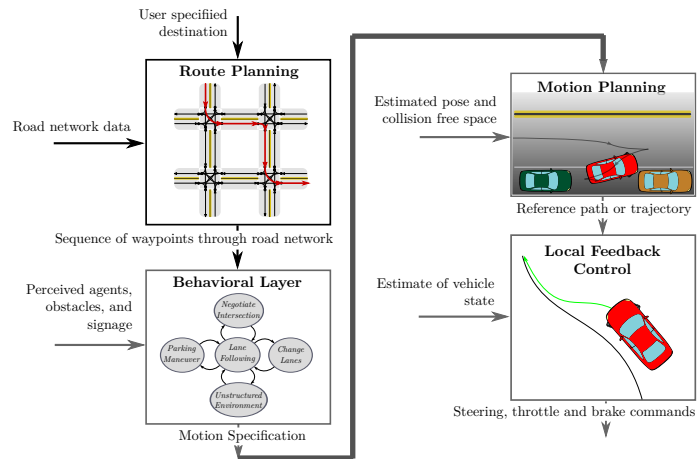 User specifiied
destination
Route Planning
Road network data
Sequence of waypoints through road network
Behavioral Layer
Perceived agents,
obstacles, and
signage
Negotiate
Intersection
Parking
Maneuver
Lane
Following
Change
Lanes
Unstructured
Environment
Motion Specification
Motion Planning
Estimated pose and
collision free space
Reference path or trajectory
Local Feedback
Control
Estimate of vehicle
state
Steering, throttle and brake commands